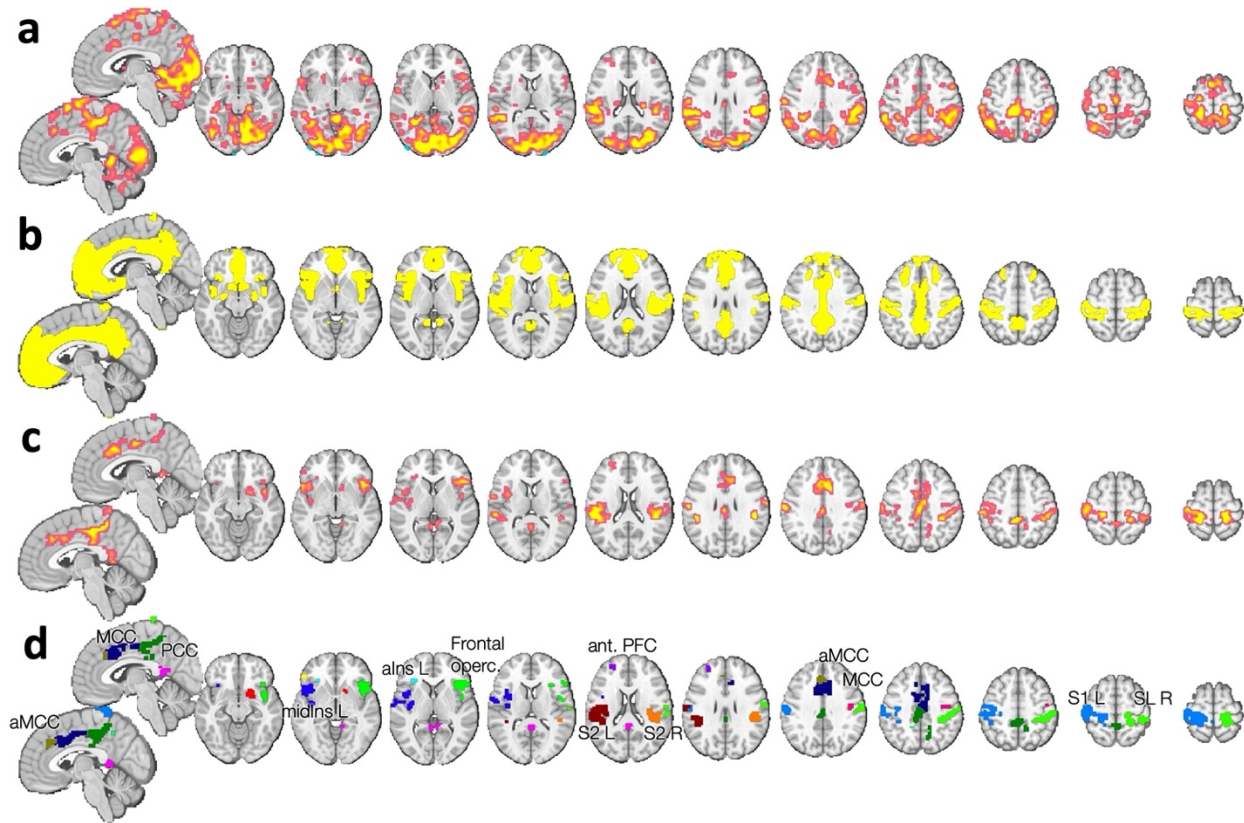 a
b
c
d
MCC
PCC
aMCC
midIns L
aIns L
Frontal
operc.
ant. PFC
S2 L
S2 R
aMCC
MCC
S1 L
SL R